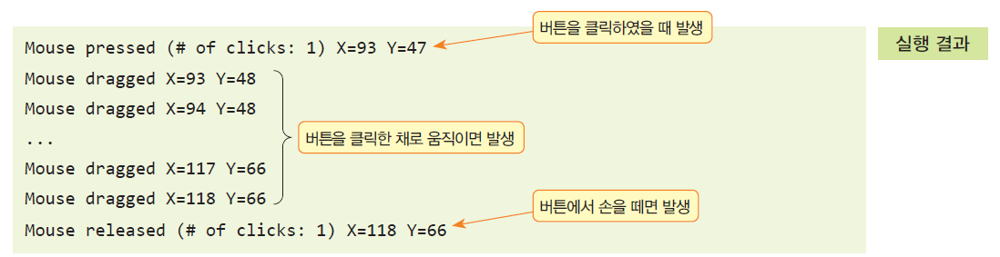 버튼을 클릭하였을 때 발생
실행 결과
Mouse pressed (# of clicks: 1) X=93 Y=47
Mouse dragged X=93 Y=48
Mouse dragged X=94 Y=48
...
버튼을 클릭한 채로 움직이면 발생
Mouse dragged X=117 Y=66
Mouse dragged X=118 Y=66
버튼에서 손을 떼면 발생
Mouse released (# of clicks: 1) X=118 Y=66